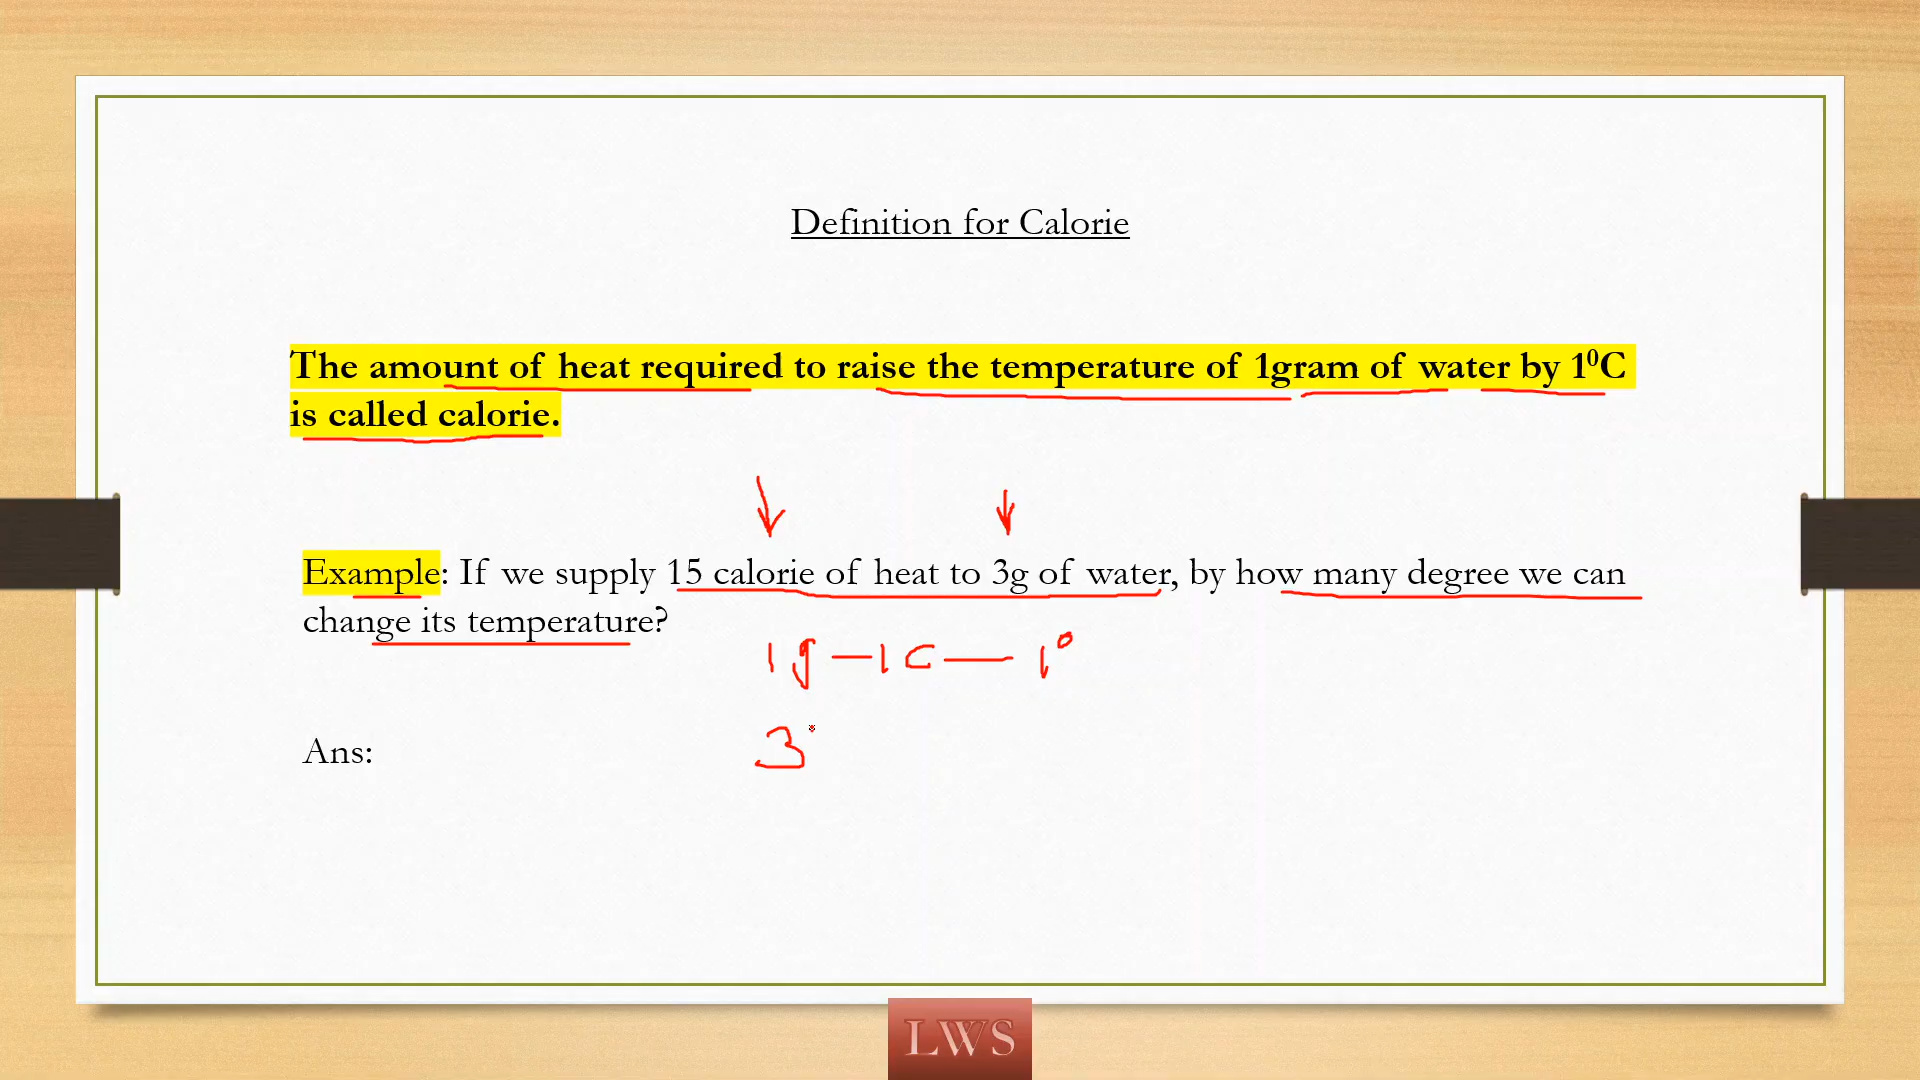 Definition for Calorie
The amount of heat required to raise the temperature of 1gram of water by 1⁰C
is called calorie.
Example: If we supply 15 calorie of heat to 3g of water, by how many degree we can
change its temperature?
1 g — 1 c — 1⁰
Ans:
3
LWS